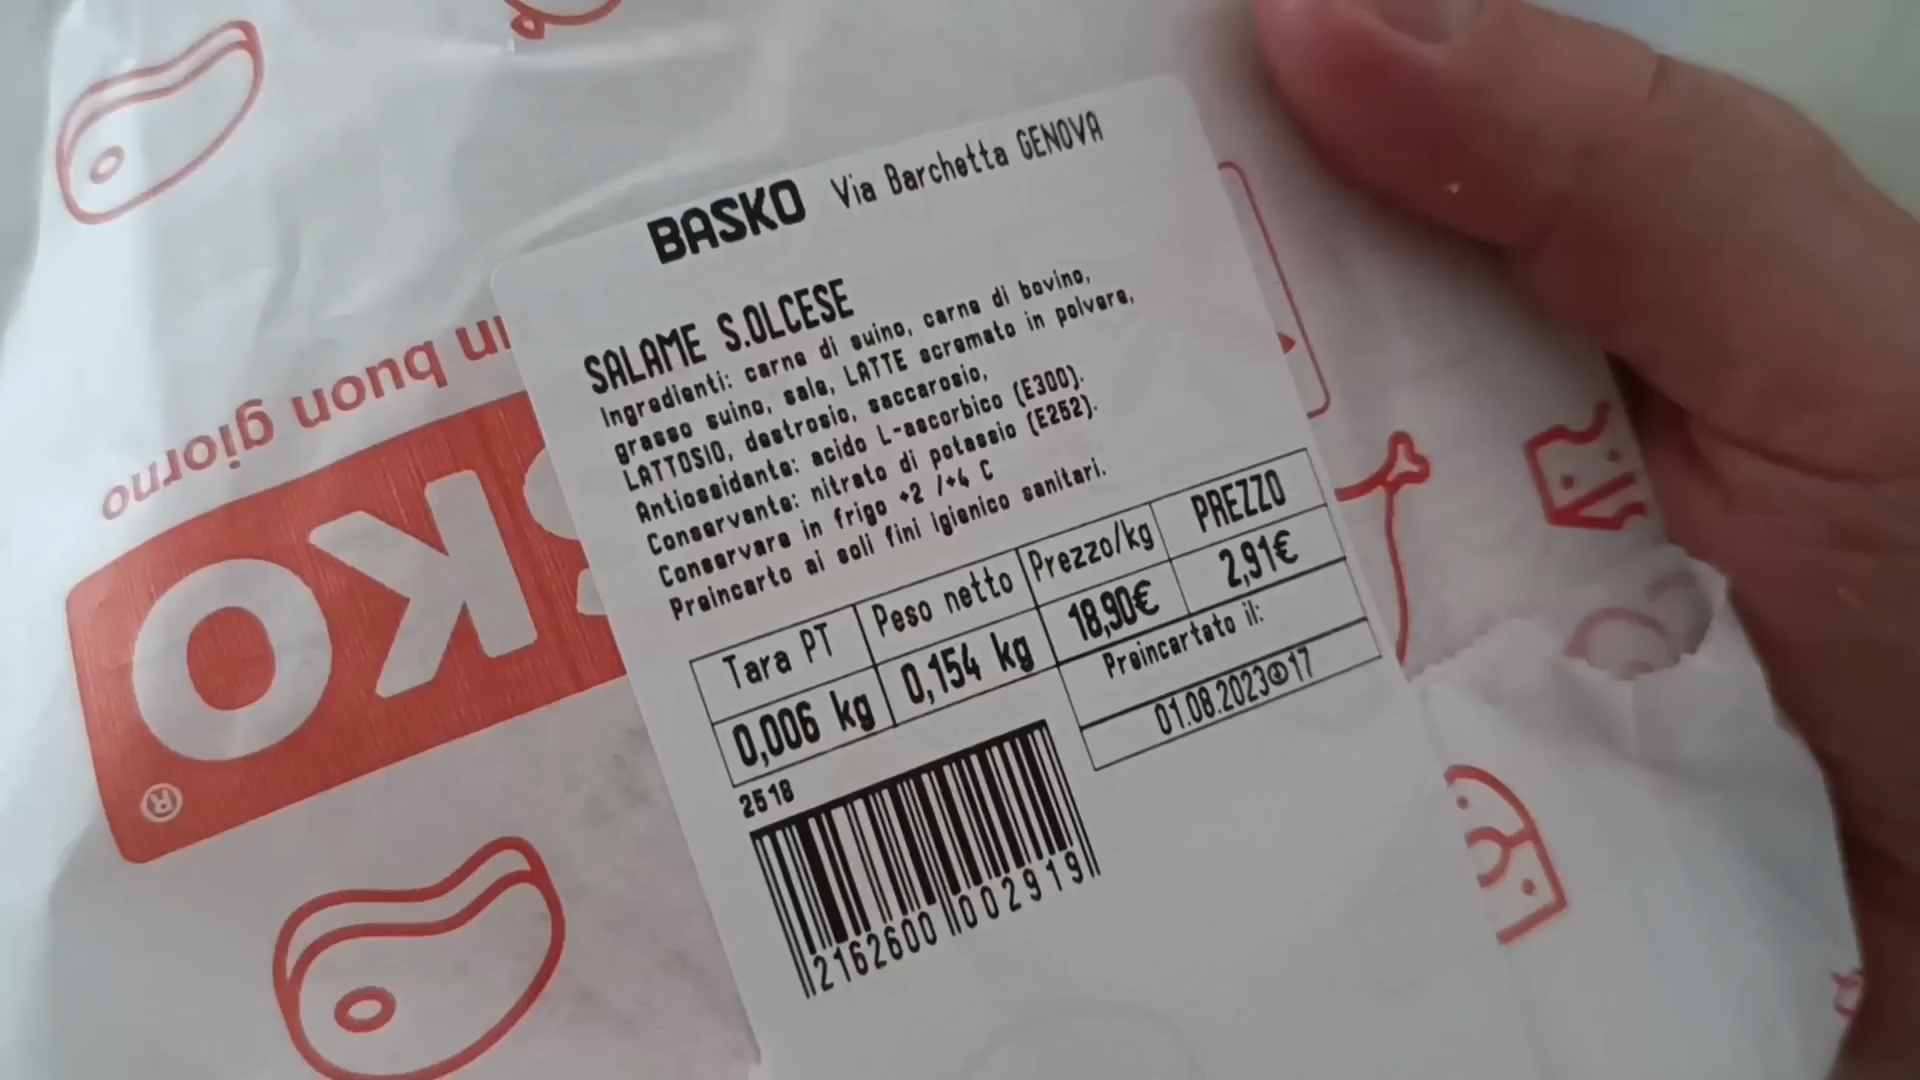 BASKO Via Barchetta GENOVA
SALAME S.OLCESE
Ingredienti: carne di suino, carne di bovino,
grasso suino, sale, LATTE scremato in polvere,
LATTOSIO, destrosio, saccarosio,
Antiossidante: acido L-ascorbico (E300).
Conservante: nitrato di potassio (E252).
Conservare in frigo +2 /+4 C
Preincarto ai soli fini igienico sanitari.
Tara PT Peso netto Prezzo/kg PREZZO
0,006 kg 0,154 kg 18,90€ 2,91€
Preincartato il:
01.08.2023 17
2518
2162600 002919
un buon giorno
KO
®